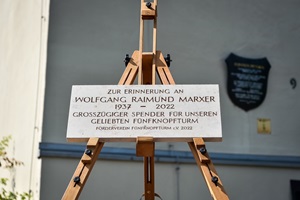 ZUR ERINNERUNG AN
WOLFGANG RAIMUND MARXER
1937 – 2022
GROSSZÜGIGER SPENDER FÜR UNSEREN
GELIEBTEN FÜNFKNOPFTURM
FÖRDERVEREIN FÜNFKNOPFTURM E.V. 2022